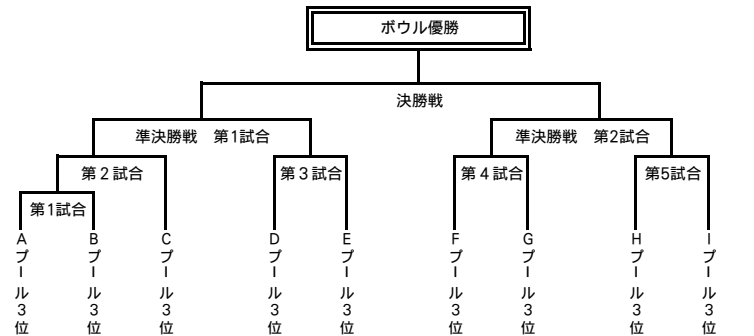 ボウル優勝
決勝戦
準決勝戦　第1試合
準決勝戦　第2試合
第２試合
第３試合
第４試合
第5試合
第1試合
Aプール３位
Bプール３位
Cプール３位
Dプール３位
Eプール３位
Fプール３位
Gプール３位
Hプール３位
Iプール３位